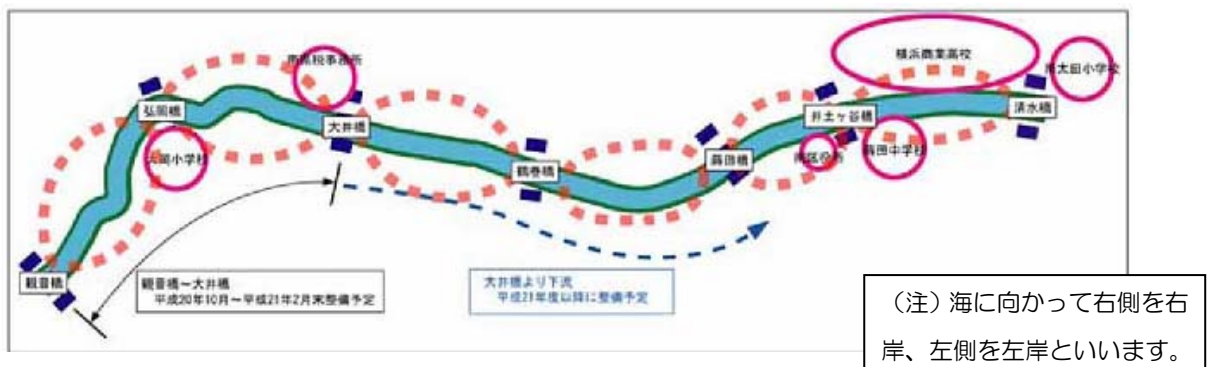 横浜商業高校
南太田小学校
南県税事務所
弘岡橋
大井橋
井土ヶ谷橋
清水橋
大岡小学校
鶴巻橋
蒔田橋
南区役所
蒔田中学校
観音橋
観音橋~大井橋
平成20年10月~平成21年2月末整備予定
大井橋より下流
平成21年度以降に整備予定
(注)海に向かって右側を右
岸、左側を左岸といいます。